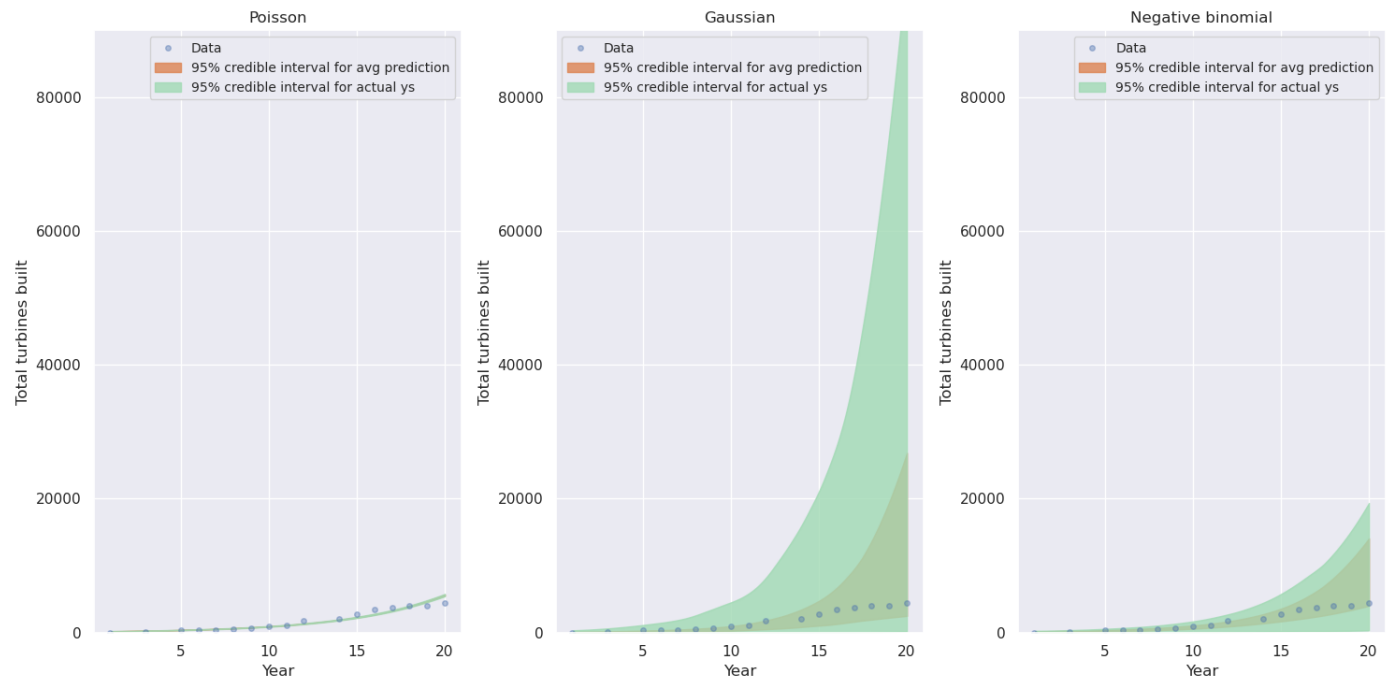 Poisson
Data
95% credible interval for avg prediction
95% credible interval for actual ys
80000
60000
40000
20000
0
5
10
15
20
Year
Total turbines built
Gaussian
Data
95% credible interval for avg prediction
95% credible interval for actual ys
80000
60000
40000
20000
0
5
10
15
20
Year
Total turbines built
Negative binomial
Data
95% credible interval for avg prediction
95% credible interval for actual ys
80000
60000
40000
20000
0
5
10
15
20
Year
Total turbines built